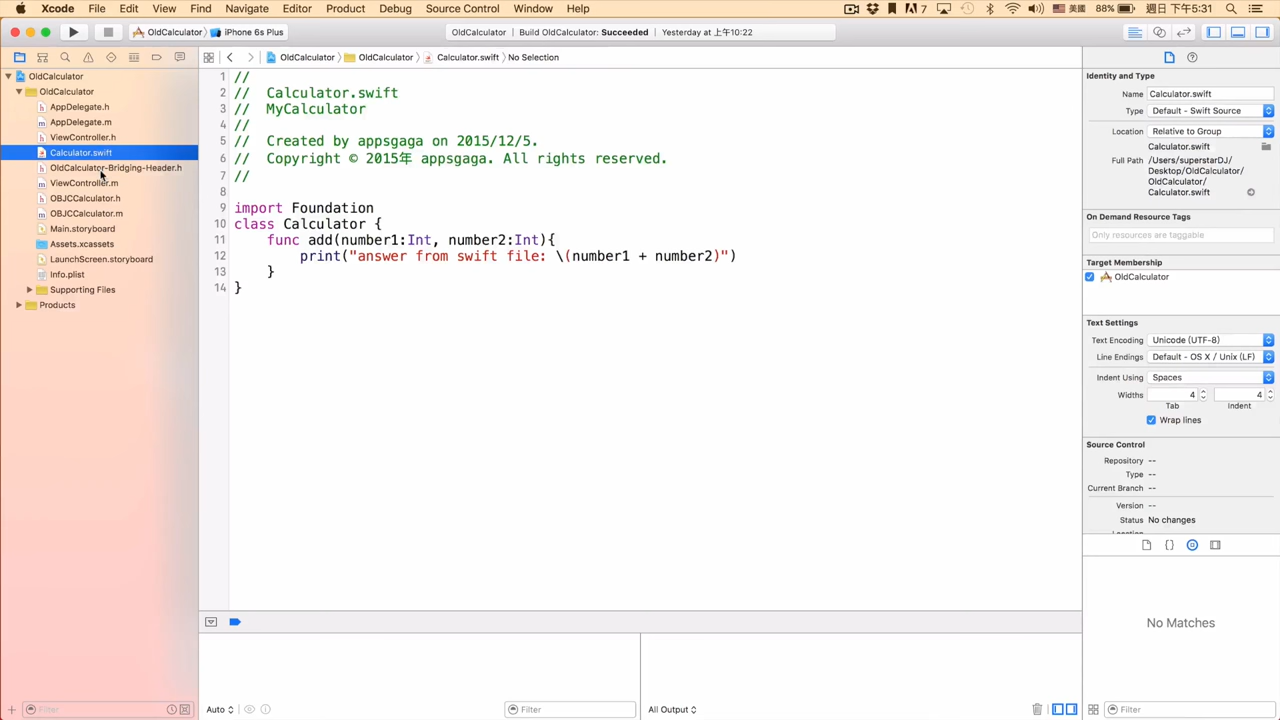 Xcode File Edit View Find Navigate Editor Product Debug Source Control Window Help 7 美國 88% 週日下午5:31
OldCalculator iPhone 6s Plus OldCalculator Build OldCalculator: Succeeded Yesterday at 上午10:22
OldCalculator OldCalculator Calculator.swift No Selection
OldCalculator
OldCalculator
AppDelegate.h
AppDelegate.m
ViewController.h
Calculator.swift
OldCalculator-Bridging-Header.h
ViewController.m
OBJCCalculator.h
OBJCCalculator.m
Main.storyboard
Assets.xcassets
LaunchScreen.storyboard
Info.plist
Supporting Files
Products
Filter
1 //
2 // Calculator.swift
3 // MyCalculator
4 //
5 // Created by appsgaga on 2015/12/5.
6 // Copyright © 2015年 appsgaga. All rights reserved.
7 //
8
9 import Foundation
10 class Calculator {
11 func add(number1:Int, number2:Int){
12 print("answer from swift file: \(number1 + number2)")
13 }
14 }
Auto Filter All Output
Identity and Type
Name Calculator.swift
Type Default - Swift Source
Location Relative to Group
Calculator.swift
Full Path /Users/superstarDJ/
Desktop/OldCalculator/
OldCalculator/
Calculator.swift
On Demand Resource Tags
Only resources are taggable
Target Membership
OldCalculator
Text Settings
Text Encoding Unicode (UTF-8)
Line Endings Default - OS X / Unix (LF)
Indent Using Spaces
Widths 4 4
Tab Indent
Wrap lines
Source Control
Repository --
Type --
Current Branch --
Version --
Status No changes
No Matches
Filter